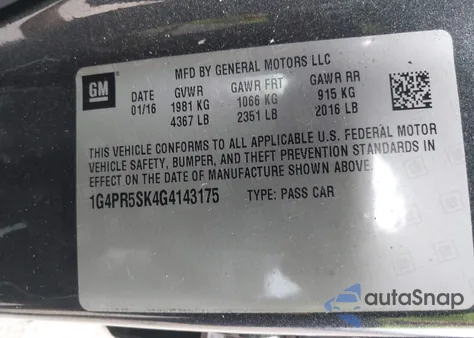 MFD BY GENERAL MOTORS LLC
GM
DATE GVWR GAWR FRT GAWR RR
01/16 1981 KG 1066 KG 915 KG
4367 LB 2351 LB 2016 LB
THIS VEHICLE CONFORMS TO ALL APPLICABLE U.S. FEDERAL MOTOR
VEHICLE SAFETY, BUMPER, AND THEFT PREVENTION STANDARDS IN
EFFECT ON THE DATE OF MANUFACTURE SHOWN ABOVE.
1G4PR5SK4G4143175 TYPE: PASS CAR
autoSnap